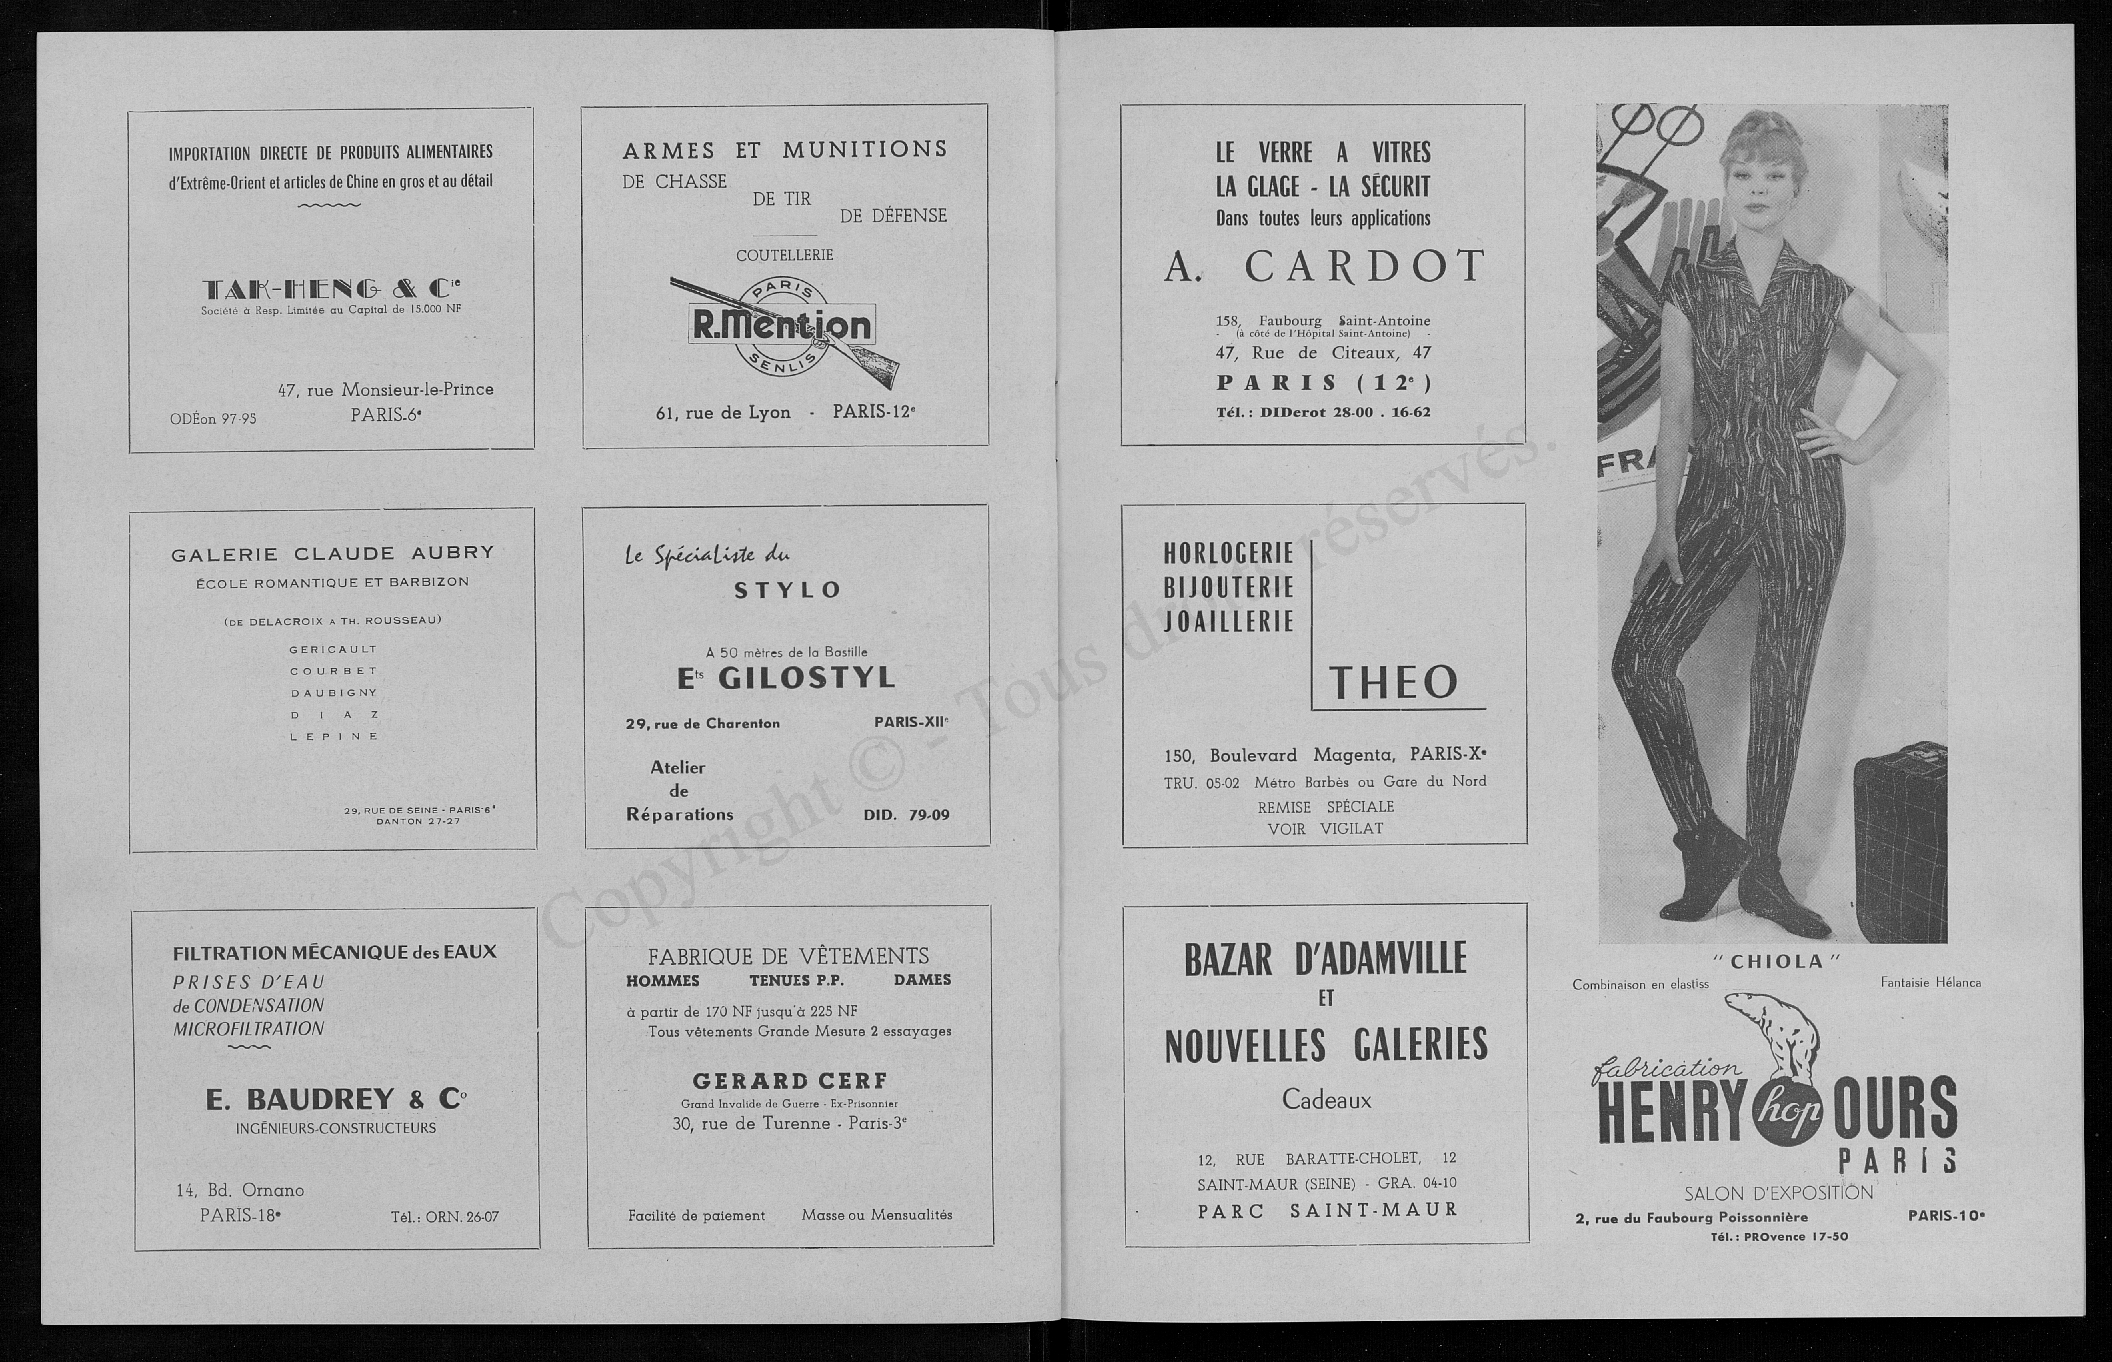 IMPORTATION DIRECTE DE PRODUITS ALIMENTAIRES
d'Extrême-Orient et articles de Chine en gros et au détail
TAK-HENG & Cie
Société à Resp. Limitée au Capital de 15.000 NF
47, rue Monsieur-le-Prince
ODÉon 97-95 PARIS-6e
ARMES ET MUNITIONS
DE CHASSE
DE TIR
DE DÉFENSE
COUTELLERIE
PARIS
R.Mention
SENLIS
61, rue de Lyon - PARIS-12e
GALERIE CLAUDE AUBRY
ÉCOLE ROMANTIQUE ET BARBIZON
(DE DELACROIX A TH. ROUSSEAU)
GERICAULT
COURBET
DAUBIGNY
DIAZ
LEPINE
29, RUE DE SEINE - PARIS-6e
DANTON 27-27
Le Spécialiste du
STYLO
A 50 mètres de la Bastille
Ets GILOSTYL
29, rue de Charenton PARIS-XIIe
Atelier
de
Réparations DID. 79-09
FILTRATION MÉCANIQUE des EAUX
PRISES D'EAU
de CONDENSATION
MICROFILTRATION
E. BAUDREY & Co
INGÉNIEURS-CONSTRUCTEURS
14, Bd. Ornano
PARIS-18e Tél.: ORN. 26-07
FABRIQUE DE VÊTEMENTS
HOMMES TENUES P.P. DAMES
à partir de 170 NF jusqu'à 225 NF
Tous vêtements Grande Mesure 2 essayages
GERARD CERF
Grand Invalide de Guerre - Ex-Prisonnier
30, rue de Turenne - Paris-3e
Facilité de paiement Masse ou Mensualités
LE VERRE A VITRES
LA GLACE - LA SÉCURIT
Dans toutes leurs applications
A. CARDOT
158, Faubourg Saint-Antoine
- (à côté de l'Hôpital Saint-Antoine) -
47, Rue de Citeaux, 47
PARIS (12e)
Tél.: DIDerot 28-00 . 16-62
HORLOGERIE
BIJOUTERIE
JOAILLERIE
THEO
150, Boulevard Magenta, PARIS-Xe
TRU. 05-02 Métro Barbès ou Gare du Nord
REMISE SPÉCIALE
VOIR VIGILAT
BAZAR D'ADAMVILLE
ET
NOUVELLES GALERIES
Cadeaux
12, RUE BARATTE-CHOLET, 12
SAINT-MAUR (SEINE) - GRA. 04-10
PARC SAINT-MAUR
FRA
"CHIOLA"
Combinaison en elastiss Fantaisie Hélanca
fabrication
HENRY hop OURS
PARIS
SALON D'EXPOSITION
2, rue du Faubourg Poissonnière PARIS-10e
Tél.: PROvence 17-50
Copyright © - Tous droits réservés.